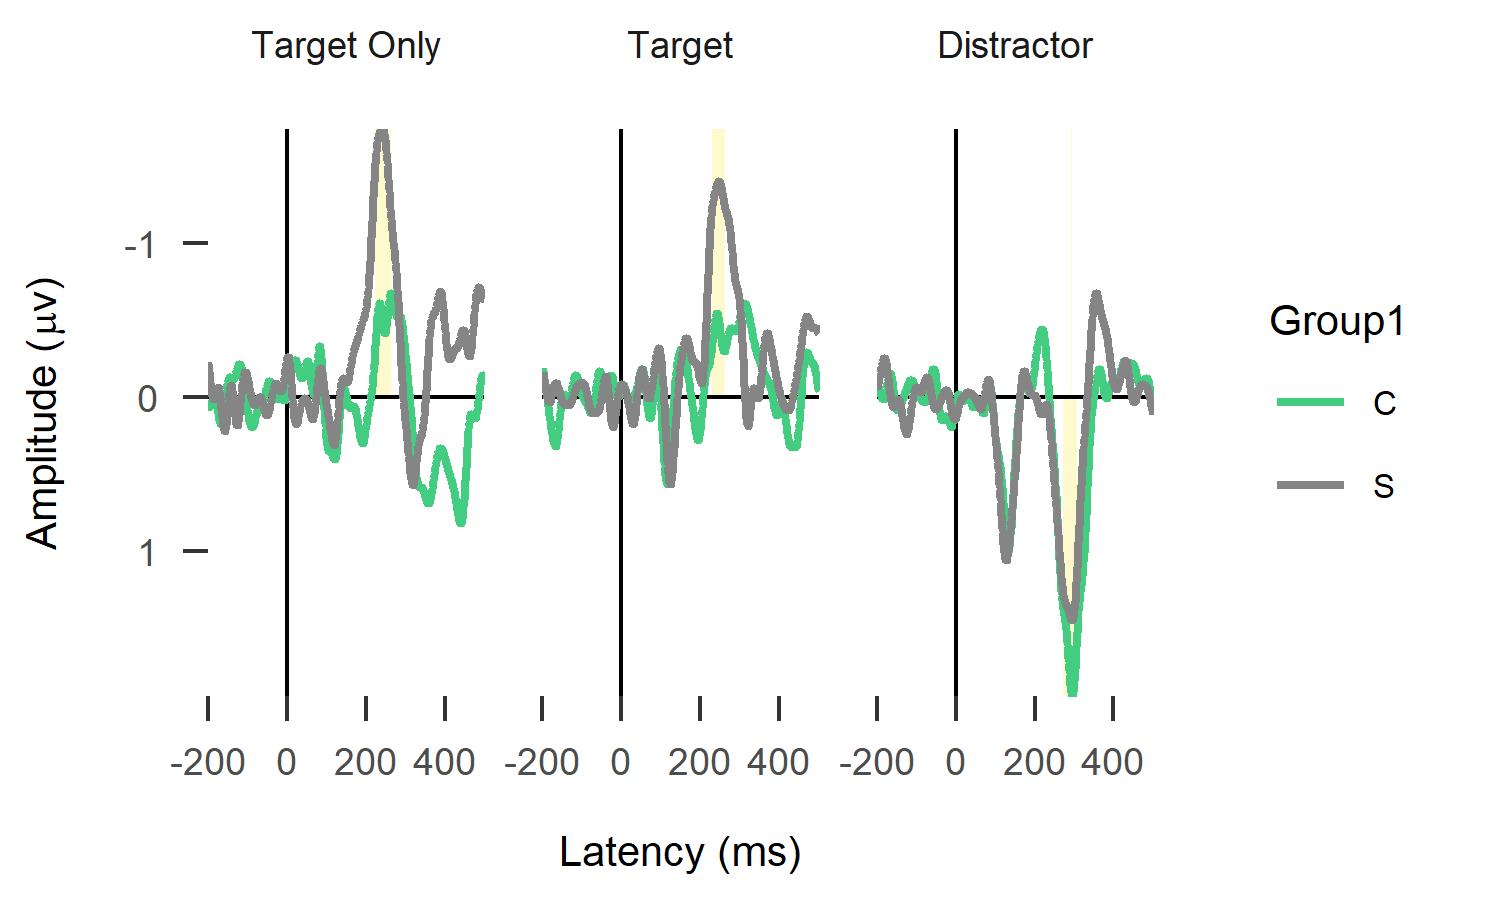 Target Only
Target
Distractor
Amplitude (μv)
-1
0
1
-200 0 200 400
-200 0 200 400
-200 0 200 400
Latency (ms)
Group1
C
S